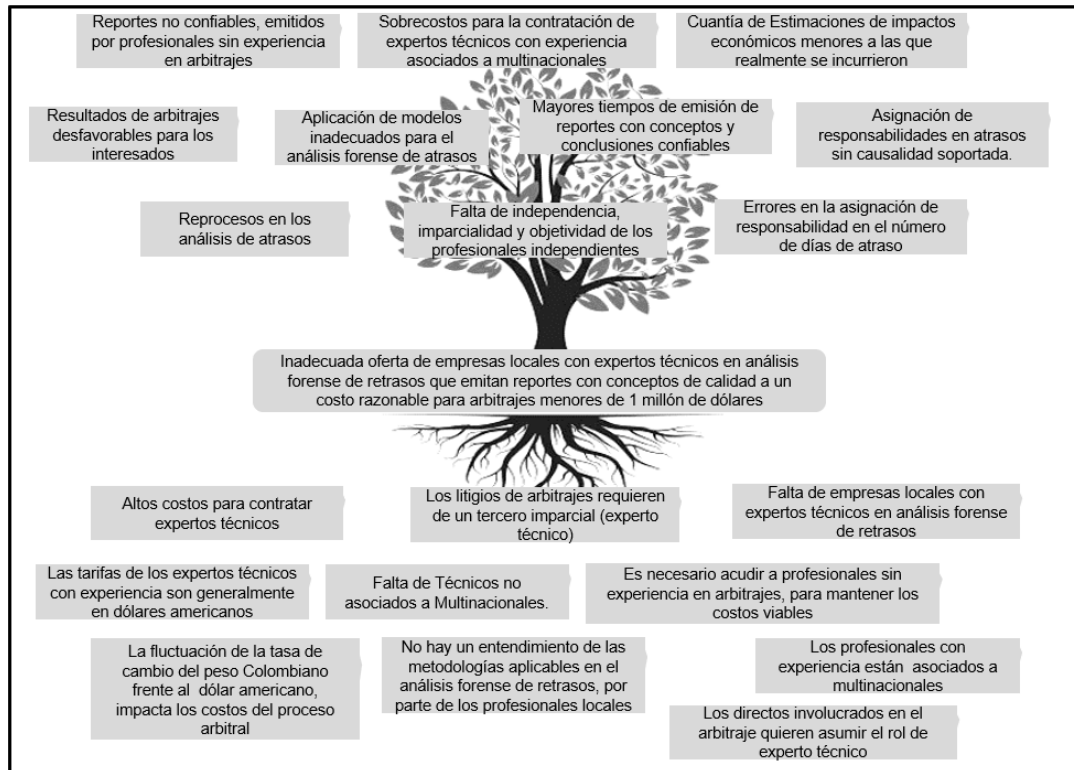 Reportes no confiables, emitidos
por profesionales sin experiencia
en arbitrajes
Sobrecostos para la contratación de
expertos técnicos con experiencia
asociados a multinacionales
Cuantía de Estimaciones de impactos
económicos menores a las que
realmente se incurrieron
Resultados de arbitrajes
desfavorables para los
interesados
Aplicación de modelos
inadecuados para el
análisis forense de atrasos
Mayores tiempos de emisión de
reportes con conceptos y
conclusiones confiables
Asignación de
responsabilidades en atrasos
sin causalidad soportada.
Reprocesos en los
análisis de atrasos
Falta de independencia,
imparcialidad y objetividad de los
profesionales independientes
Errores en la asignación de
responsabilidad en el número
de días de atraso
Inadecuada oferta de empresas locales con expertos técnicos en análisis
forense de retrasos que emitan reportes con conceptos de calidad a un
costo razonable para arbitrajes menores de 1 millón de dólares
Altos costos para contratar
expertos técnicos
Los litigios de arbitrajes requieren
de un tercero imparcial (experto
técnico)
Falta de empresas locales con
expertos técnicos en análisis forense
de retrasos
Las tarifas de los expertos técnicos
con experiencia son generalmente
en dólares americanos
Falta de Técnicos no
asociados a Multinacionales.
Es necesario acudir a profesionales sin
experiencia en arbitrajes, para mantener los
costos viables
La fluctuación de la tasa de
cambio del peso Colombiano
frente al dólar americano,
impacta los costos del proceso
arbitral
No hay un entendimiento de las
metodologías aplicables en el
análisis forense de retrasos, por
parte de los profesionales locales
Los profesionales con
experiencia están asociados a
multinacionales
Los directos involucrados en el
arbitraje quieren asumir el rol de
experto técnico